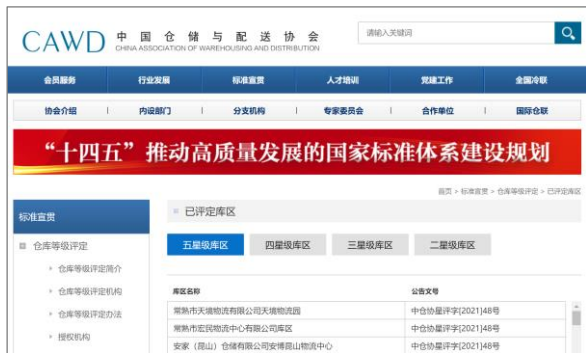 CAWD 中国仓储与配送协会
CHINA ASSOCIATION OF WAREHOUSING AND DISTRIBUTION
请输入关键词
会员服务 行业发展 标准宣贯 人才培训 党建工作 全国冷联
协会介绍 | 内设部门 | 分支机构 | 专家委员会 | 合作单位 | 国际仓联
“十四五”推动高质量发展的国家标准体系建设规划
首页 > 标准宣贯 > 仓库等级评定 > 已评定库区
标准宣贯
仓库等级评定
仓库等级评定简介
仓库等级评定机构
仓库等级评定办法
授权机构
已评定库区
五星级库区 四星级库区 三星级库区 二星级库区
库区名称 公告文号
常熟市天境物流有限公司天境物流园 中仓协星评字[2021]48号
常熟市宏民物流中心有限公司库区 中仓协星评字[2021]48号
安家（昆山）仓储有限公司安博昆山物流中心 中仓协星评字[2021]48号